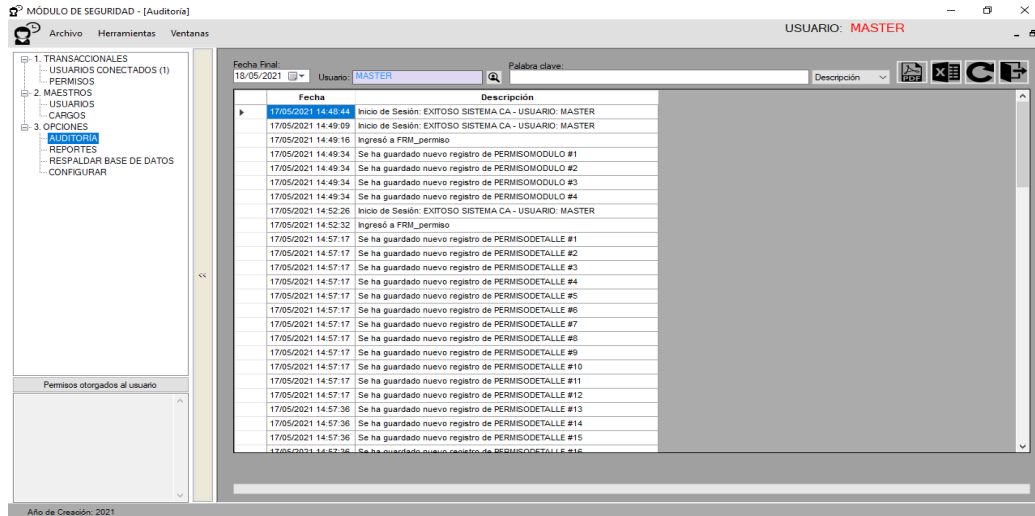 MÓDULO DE SEGURIDAD - [Auditoría]
Archivo Herramientas Ventanas
USUARIO: MASTER
1. TRANSACCIONALES
USUARIOS CONECTADOS (1)
PERMISOS
2. MAESTROS
USUARIOS
CARGOS
3. OPCIONES
AUDITORÍA
REPORTES
RESPALDAR BASE DE DATOS
CONFIGURAR
Permisos otorgados al usuario
<<
Fecha Final:
18/05/2021
Usuario: MASTER
Palabra clave:
Descripción
PDF
Fecha Descripción
17/05/2021 14:48:44 Inicio de Sesión: EXITOSO SISTEMA CA - USUARIO: MASTER
17/05/2021 14:49:09 Inicio de Sesión: EXITOSO SISTEMA CA - USUARIO: MASTER
17/05/2021 14:49:16 Ingresó a FRM_permiso
17/05/2021 14:49:34 Se ha guardado nuevo registro de PERMISOMODULO #1
17/05/2021 14:49:34 Se ha guardado nuevo registro de PERMISOMODULO #2
17/05/2021 14:49:34 Se ha guardado nuevo registro de PERMISOMODULO #3
17/05/2021 14:49:34 Se ha guardado nuevo registro de PERMISOMODULO #4
17/05/2021 14:52:26 Inicio de Sesión: EXITOSO SISTEMA CA - USUARIO: MASTER
17/05/2021 14:52:32 Ingresó a FRM_permiso
17/05/2021 14:57:17 Se ha guardado nuevo registro de PERMISODETALLE #1
17/05/2021 14:57:17 Se ha guardado nuevo registro de PERMISODETALLE #2
17/05/2021 14:57:17 Se ha guardado nuevo registro de PERMISODETALLE #3
17/05/2021 14:57:17 Se ha guardado nuevo registro de PERMISODETALLE #4
17/05/2021 14:57:17 Se ha guardado nuevo registro de PERMISODETALLE #5
17/05/2021 14:57:17 Se ha guardado nuevo registro de PERMISODETALLE #6
17/05/2021 14:57:17 Se ha guardado nuevo registro de PERMISODETALLE #7
17/05/2021 14:57:17 Se ha guardado nuevo registro de PERMISODETALLE #8
17/05/2021 14:57:17 Se ha guardado nuevo registro de PERMISODETALLE #9
17/05/2021 14:57:17 Se ha guardado nuevo registro de PERMISODETALLE #10
17/05/2021 14:57:17 Se ha guardado nuevo registro de PERMISODETALLE #11
17/05/2021 14:57:17 Se ha guardado nuevo registro de PERMISODETALLE #12
17/05/2021 14:57:36 Se ha guardado nuevo registro de PERMISODETALLE #13
17/05/2021 14:57:36 Se ha guardado nuevo registro de PERMISODETALLE #14
17/05/2021 14:57:36 Se ha guardado nuevo registro de PERMISODETALLE #15
17/05/2021 14:57:36 Se ha guardado nuevo registro de PERMISODETALLE #16
Año de Creación: 2021